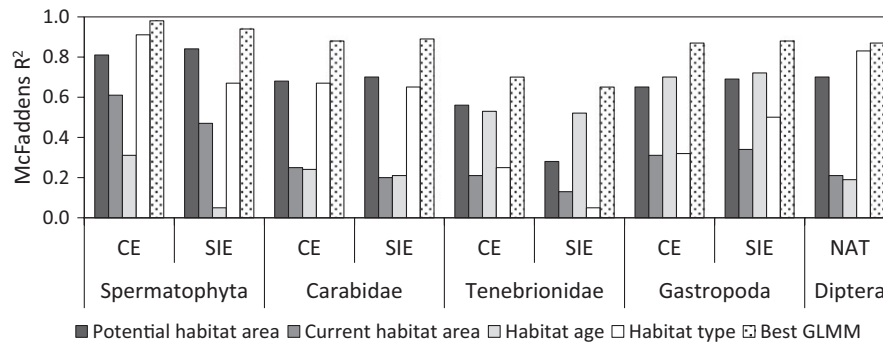 McFaddens R²
1.0
0.8
0.6
0.4
0.2
0.0
CE SIE CE SIE CE SIE CE SIE NAT
Spermatophyta Carabidae Tenebrionidae Gastropoda Diptera
Potential habitat area Current habitat area Habitat age Habitat type Best GLMM